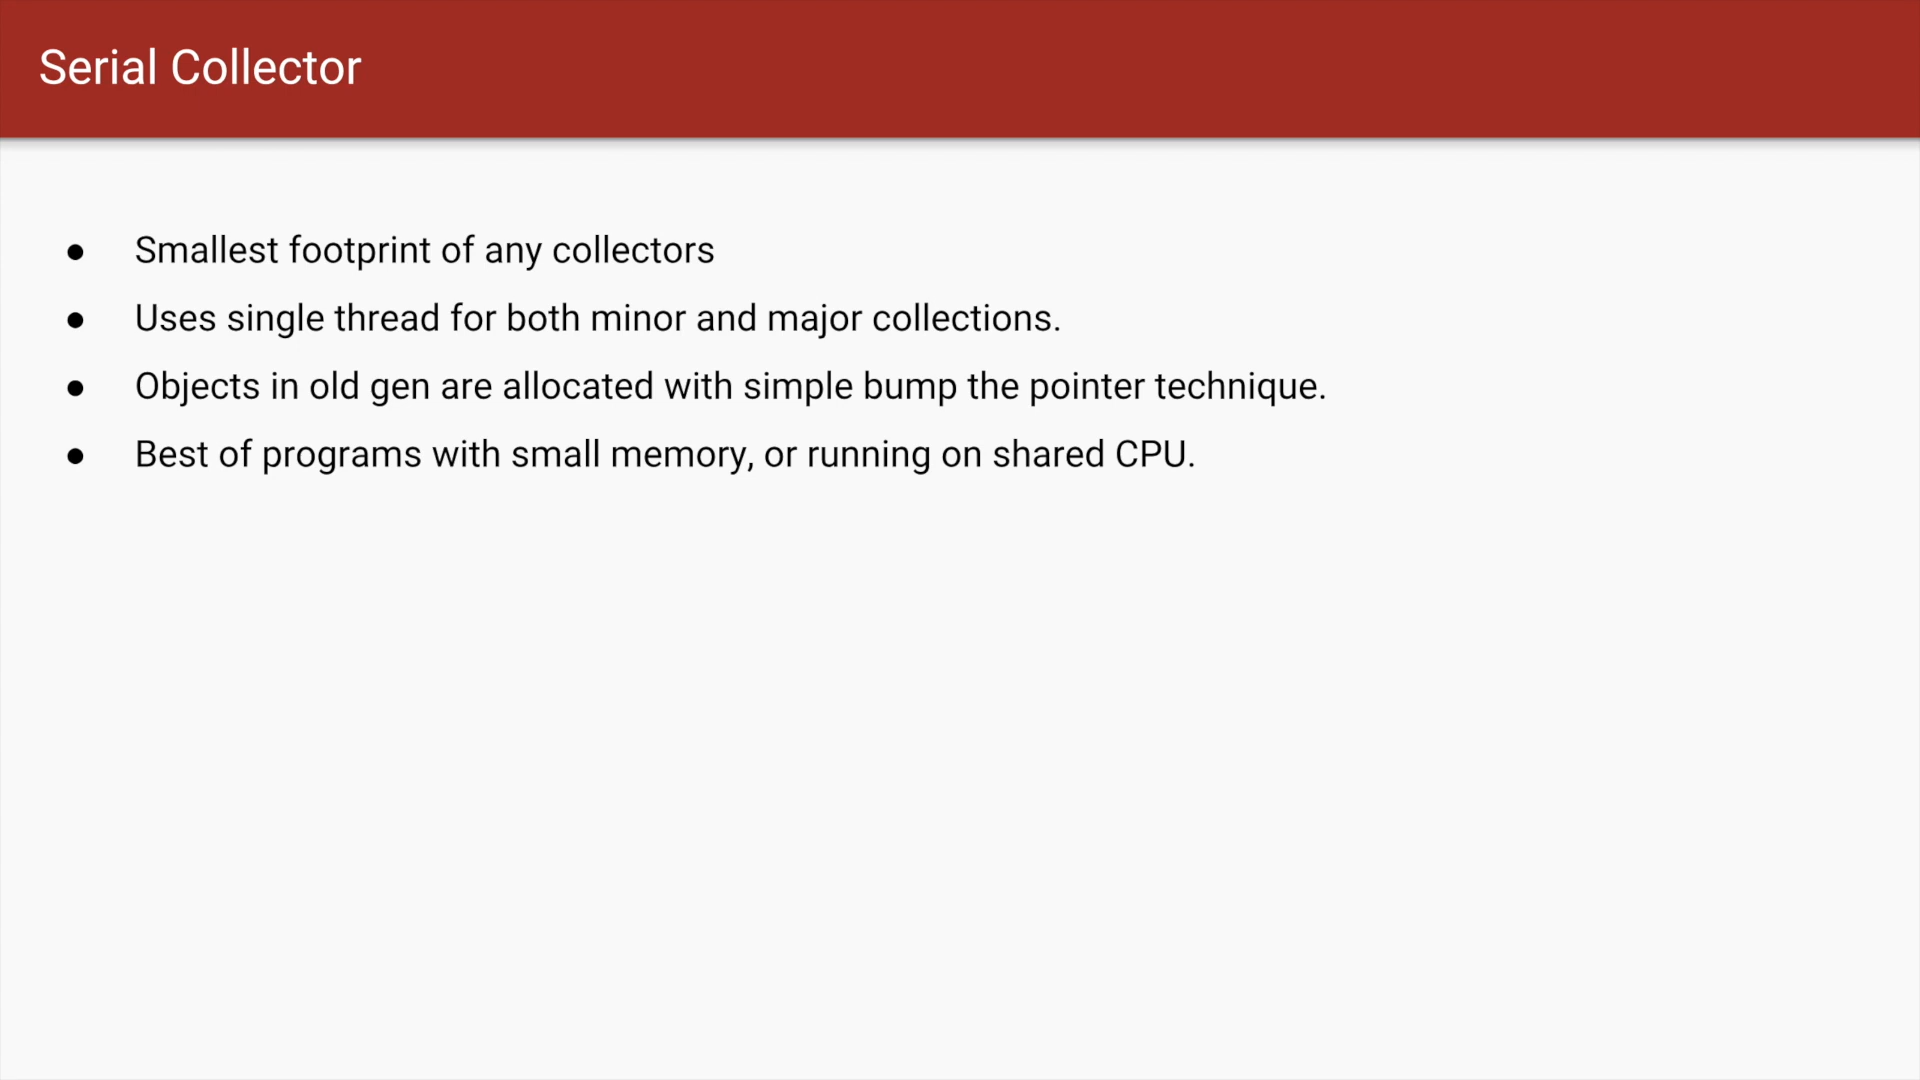 Serial Collector
● Smallest footprint of any collectors
● Uses single thread for both minor and major collections.
● Objects in old gen are allocated with simple bump the pointer technique.
● Best of programs with small memory, or running on shared CPU.